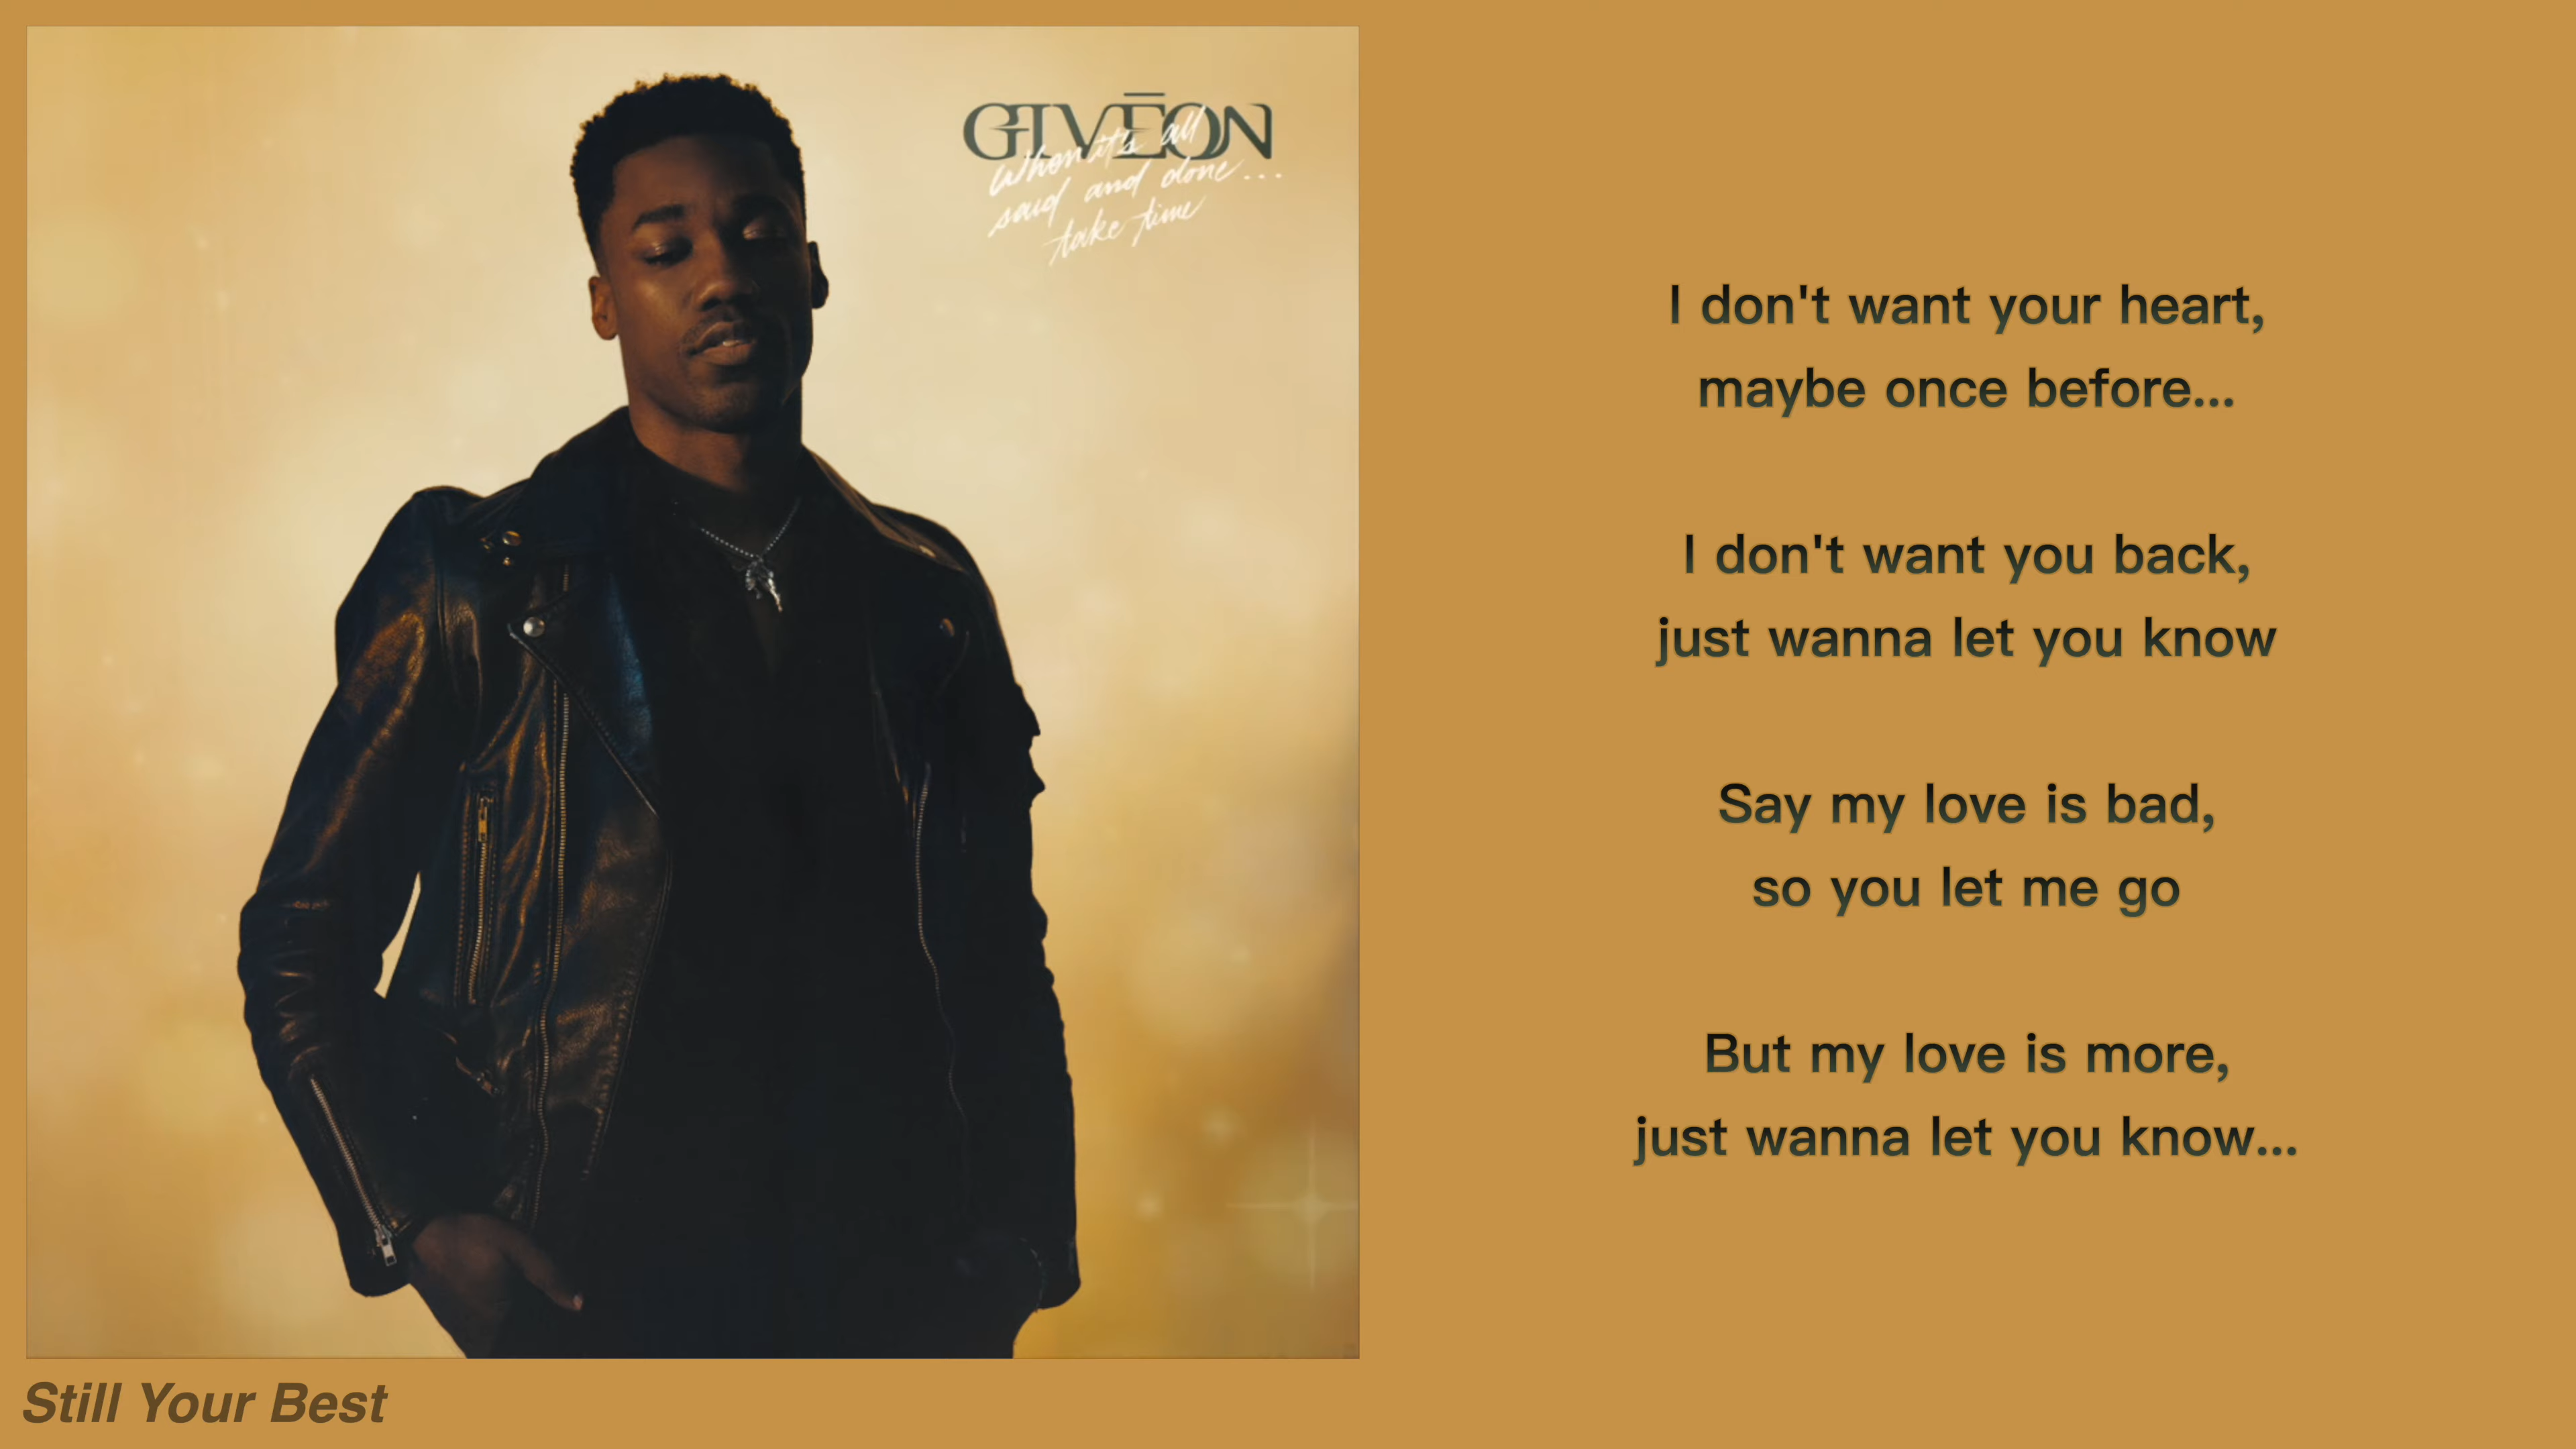 GIVĒON
When it's all
said and done...
take time
I don't want your heart,
maybe once before...
I don't want you back,
just wanna let you know
Say my love is bad,
so you let me go
But my love is more,
just wanna let you know...
Still Your Best